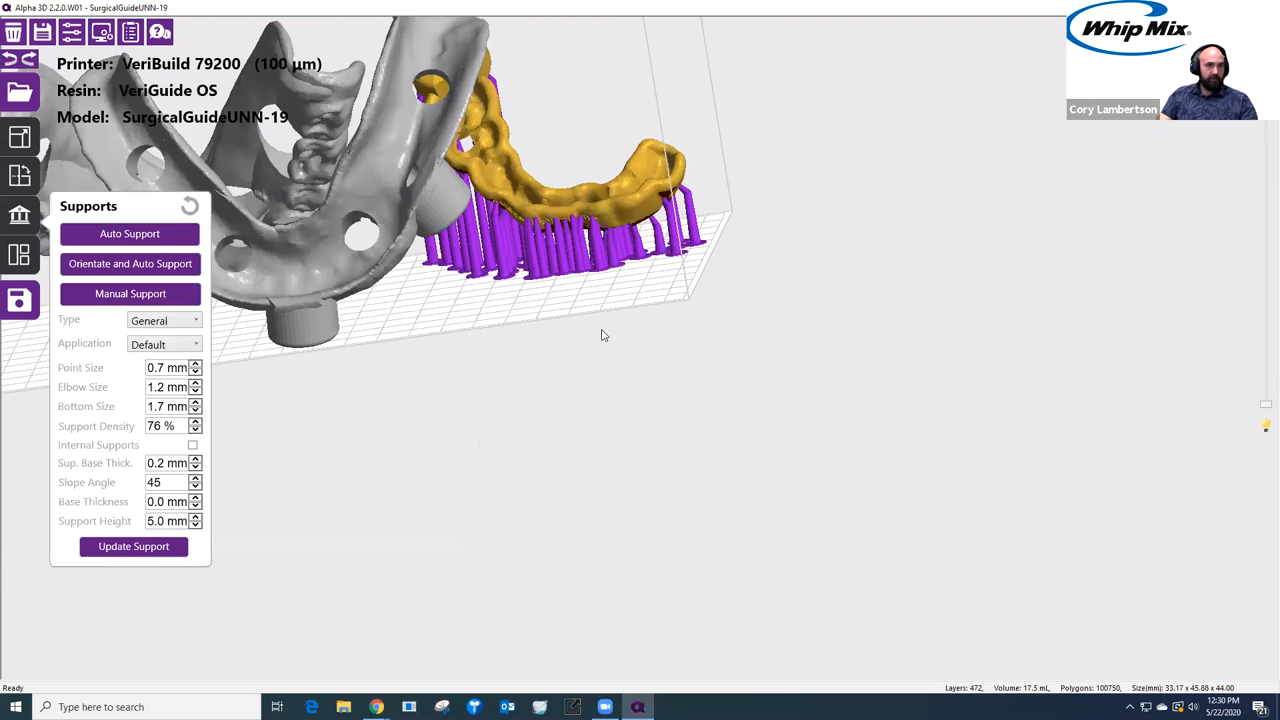 Alpha 3D 2.2.0.W01 - SurgicalGuideUNN-19
Whip Mix
Cory Lambertson
Printer: VeriBuild 79200 (100 µm)
Resin: VeriGuide OS
Model: SurgicalGuideUNN-19
Supports
Auto Support
Orientate and Auto Support
Manual Support
Type General
Application Default
Point Size 0.7 mm
Elbow Size 1.2 mm
Bottom Size 1.7 mm
Support Density 76 %
Internal Supports
Sup. Base Thick. 0.2 mm
Slope Angle 45
Base Thickness 0.0 mm
Support Height 5.0 mm
Update Support
Ready
Layers: 472, Volume: 17.5 mL, Polygons: 100750, Size(mm): 33.17 x 45.88 x 44.00
Type here to search
12:30 PM
5/22/2020
21